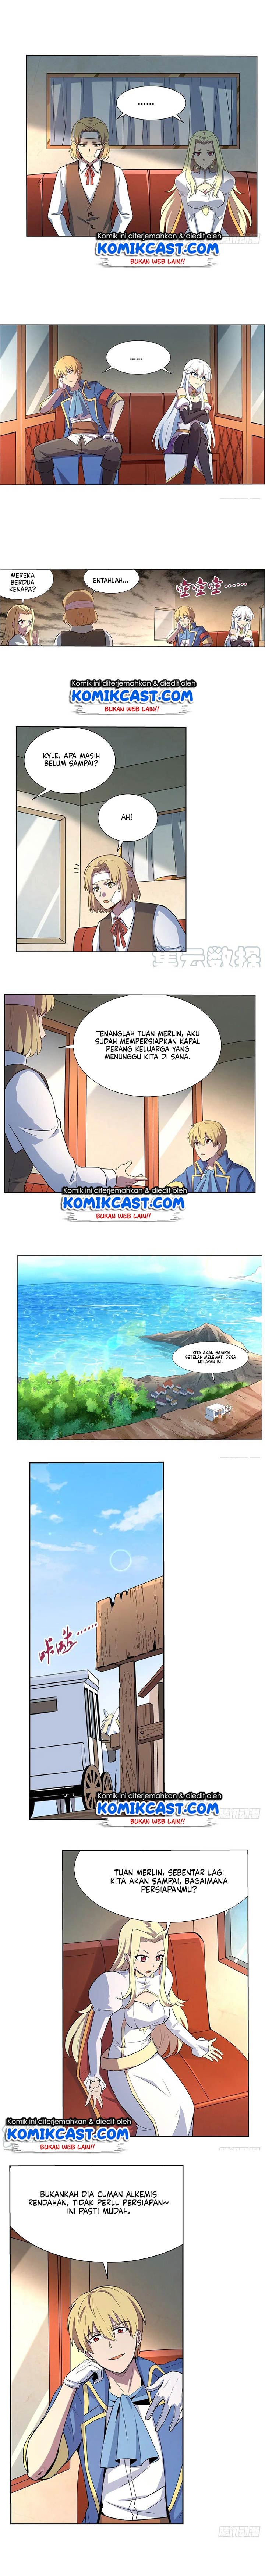 ......
Komik ini diterjemahkan & diedit oleh
KOMIKCAST.COM
BUKAN WEB LAIN!!
......
MEREKA
BERDUA
KENAPA?
ENTAHLAH...
Komik ini diterjemahkan & diedit oleh
KOMIKCAST.COM
BUKAN WEB LAIN!!
KYLE, APA MASIH
BELUM SAMPAI?
AH!
TENANGLAH TUAN MERLIN, AKU
SUDAH MEMPERSIAPKAN KAPAL
PERANG KELUARGA YANG
MENUNGGU KITA DI SANA.
Komik ini diterjemahkan & diedit oleh
KOMIKCAST.COM
BUKAN WEB LAIN!!
KITA AKAN SAMPAI
SETELAH MELEWATI DESA
NELAYAN INI.
Komik ini diterjemahkan & diedit oleh
KOMIKCAST.COM
BUKAN WEB LAIN!!
TUAN MERLIN, SEBENTAR LAGI
KITA AKAN SAMPAI, BAGAIMANA
PERSIAPANMU?
Komik ini diterjemahkan & diedit oleh
KOMIKCAST.COM
BUKAN WEB LAIN!!
BUKANKAH DIA CUMAN ALKEMIS
RENDAHAN, TIDAK PERLU PERSIAPAN~
INI PASTI MUDAH.